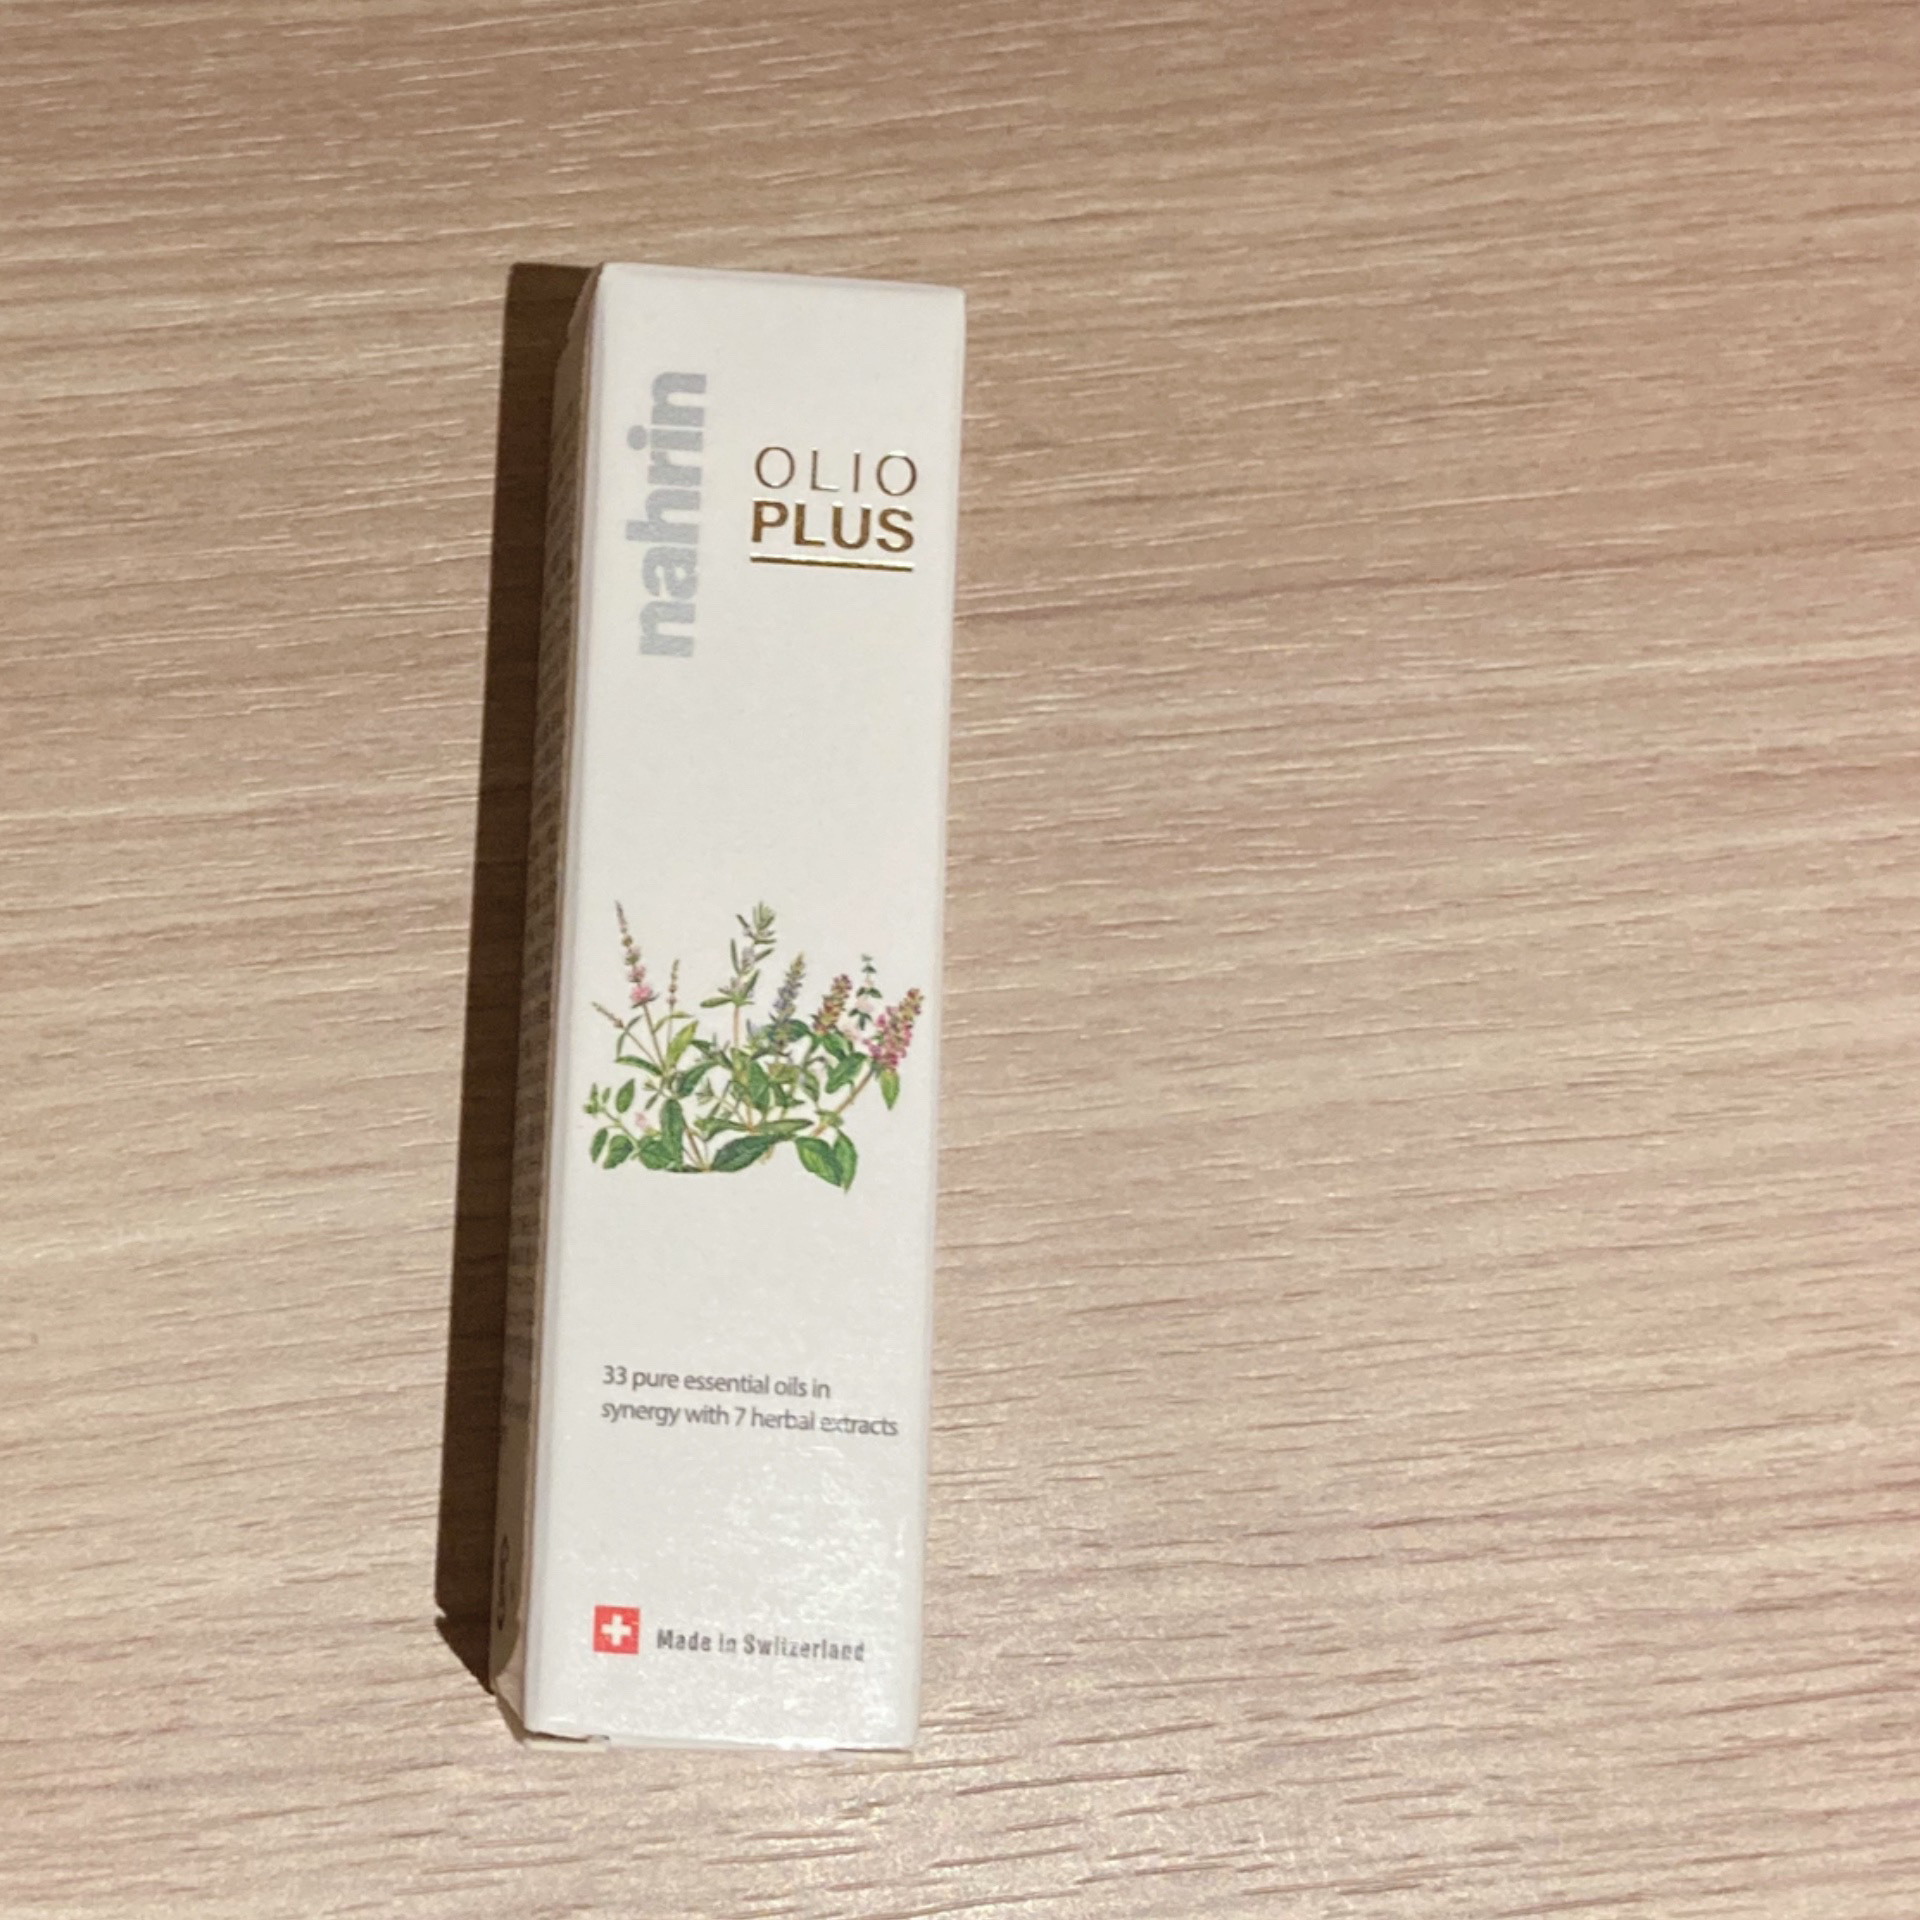 nahrin
OLIO
PLUS
33 pure essential oils in
synergy with 7 herbal extracts
Made in Switzerland